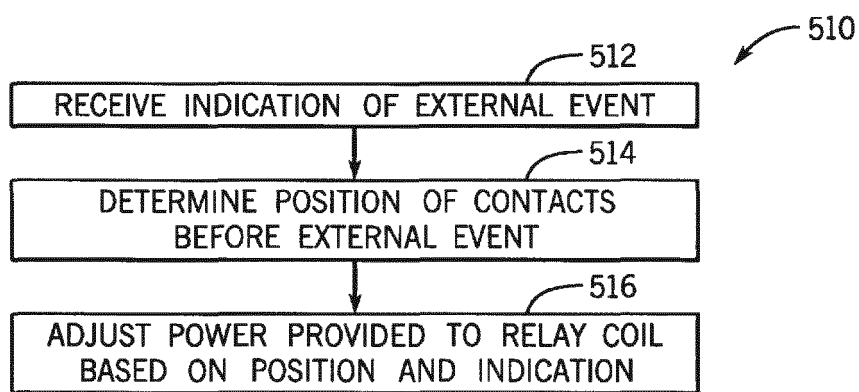 510
512
RECEIVE INDICATION OF EXTERNAL EVENT
514
DETERMINE POSITION OF CONTACTS
BEFORE EXTERNAL EVENT
516
ADJUST POWER PROVIDED TO RELAY COIL
BASED ON POSITION AND INDICATION